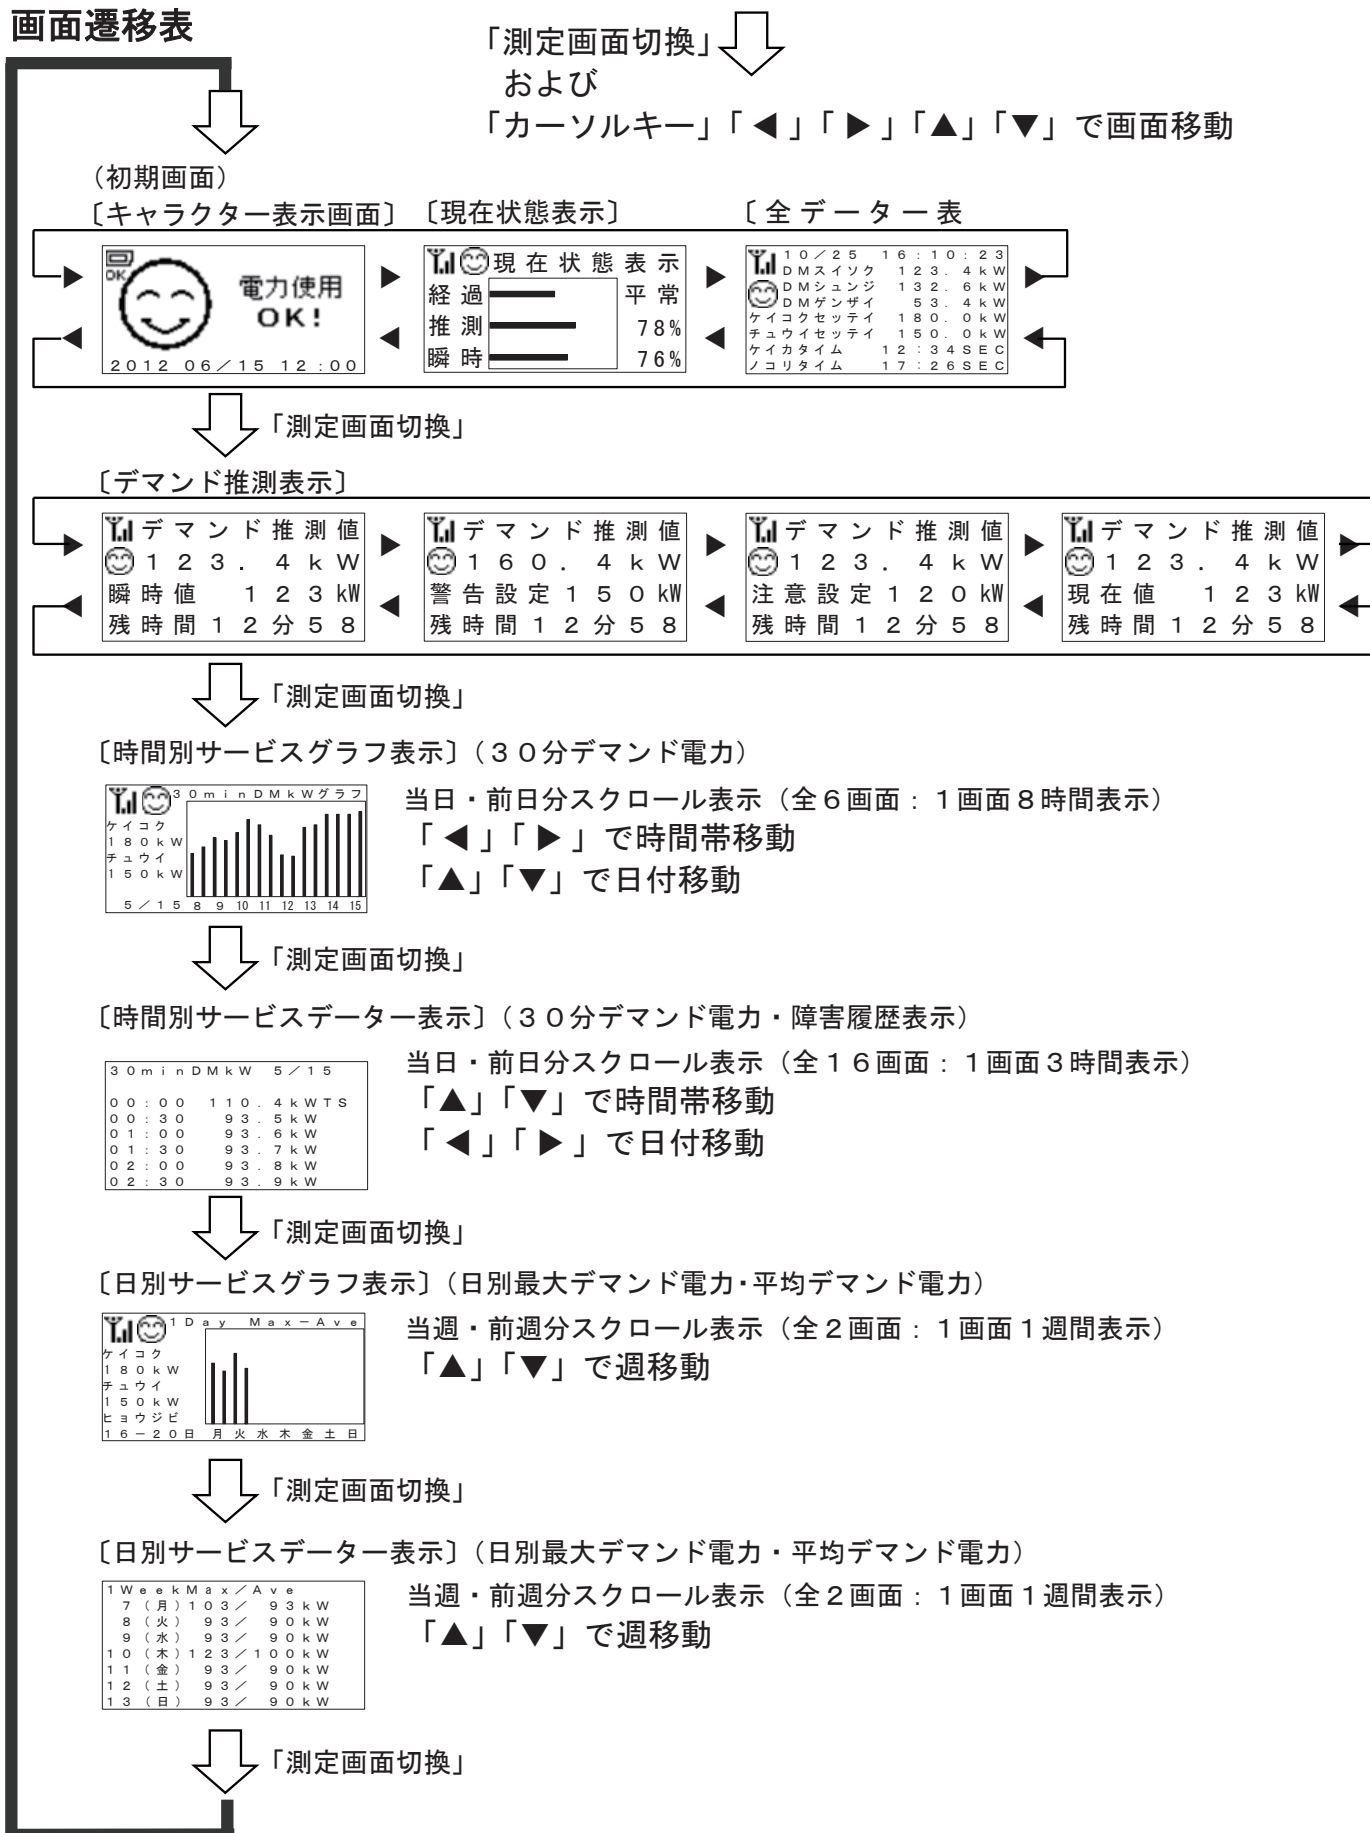 画面遷移表
「測定画面切換」
および
「カーソルキー」「◀」「▶」「▲」「▼」で画面移動
（初期画面）
〔キャラクター表示画面〕
OK
電力使用
OK!
2012 06／15 12:00
〔現在状態表示〕
現在状態表示
経過 平常
推測 78%
瞬時 76%
〔全データー表
10／25 16:10:23
DMスイソク 123.4kW
DMシュンジ 132.6kW
DMゲンザイ 53.4kW
ケイコクセッテイ 180.0kW
チュウイセッテイ 150.0kW
ケイカタイム 12:34SEC
ノコリタイム 17:26SEC
「測定画面切換」
〔デマンド推測表示〕
デマンド推測値
123.4kW
瞬時値 123kW
残時間12分58
デマンド推測値
160.4kW
警告設定150kW
残時間12分58
デマンド推測値
123.4kW
注意設定120kW
残時間12分58
デマンド推測値
123.4kW
現在値 123kW
残時間12分58
「測定画面切換」
〔時間別サービスグラフ表示〕（３０分デマンド電力）
30minDMkWグラフ
ケイコク
180kW
チュウイ
150kW
5／15 8 9 10 11 12 13 14 15
当日・前日分スクロール表示（全６画面：１画面８時間表示）
「◀」「▶」で時間帯移動
「▲」「▼」で日付移動
「測定画面切換」
〔時間別サービスデーター表示〕（３０分デマンド電力・障害履歴表示）
30minDMkW 5／15
00:00 110.4kWTS
00:30 93.5kW
01:00 93.6kW
01:30 93.7kW
02:00 93.8kW
02:30 93.9kW
当日・前日分スクロール表示（全１６画面：１画面３時間表示）
「▲」「▼」で時間帯移動
「◀」「▶」で日付移動
「測定画面切換」
〔日別サービスグラフ表示〕（日別最大デマンド電力・平均デマンド電力）
1Day Max－Ave
ケイコク
180kW
チュウイ
150kW
ヒョウジビ
16－20日 月火水木金土日
当週・前週分スクロール表示（全２画面：１画面１週間表示）
「▲」「▼」で週移動
「測定画面切換」
〔日別サービスデーター表示〕（日別最大デマンド電力・平均デマンド電力）
1WeekMax／Ave
7（月）103／ 93kW
8（火） 93／ 90kW
9（水） 93／ 90kW
10（木）123／100kW
11（金） 93／ 90kW
12（土） 93／ 90kW
13（日） 93／ 90kW
当週・前週分スクロール表示（全２画面：１画面１週間表示）
「▲」「▼」で週移動
「測定画面切換」